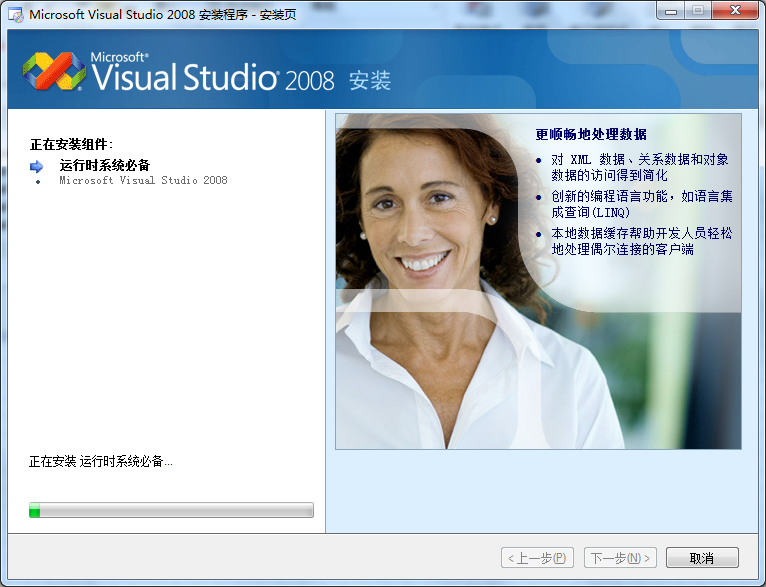 Microsoft Visual Studio 2008 安装程序 - 安装页
Microsoft®
Visual Studio® 2008 安装
正在安装组件:
运行时系统必备
Microsoft Visual Studio 2008
更顺畅地处理数据
对 XML 数据、关系数据和对象
数据的访问得到简化
创新的编程语言功能，如语言集
成查询(LINQ)
本地数据缓存帮助开发人员轻松
地处理偶尔连接的客户端
正在安装 运行时系统必备...
<上一步(P)
下一步(N)>
取消